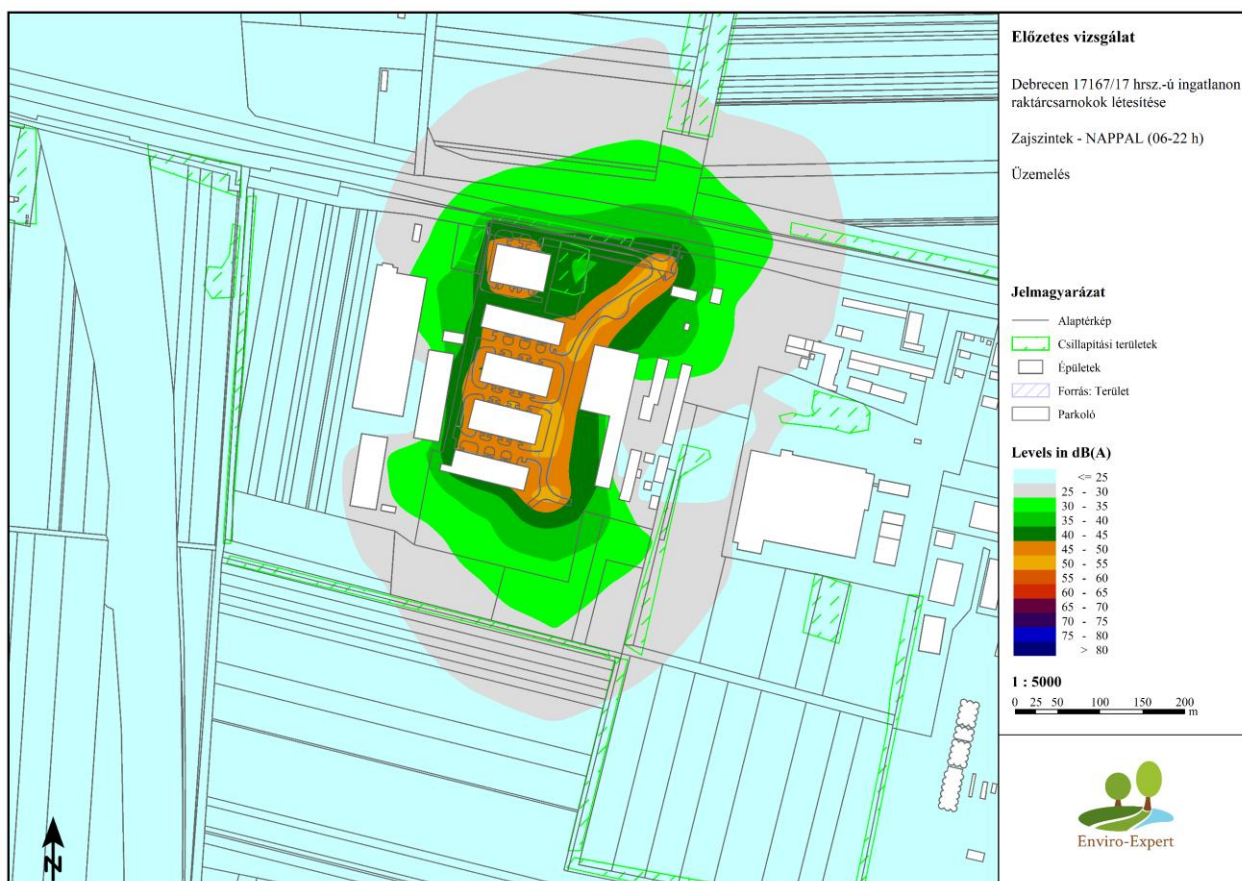 Előzetes vizsgálat
Debrecen 17167/17 hrsz.-ú ingatlanon
raktárcsarnokok létesítése
Zajszintek - NAPPAL (06-22 h)
Üzemelés
Jelmagyarázat
Alaptérkép
Csillapítási területek
Épületek
Forrás: Terület
Parkoló
Levels in dB(A)
<= 25
25 - 30
30 - 35
35 - 40
40 - 45
45 - 50
50 - 55
55 - 60
60 - 65
65 - 70
70 - 75
75 - 80
> 80
1 : 5000
0 25 50 100 150 200
m
Enviro-Expert
N